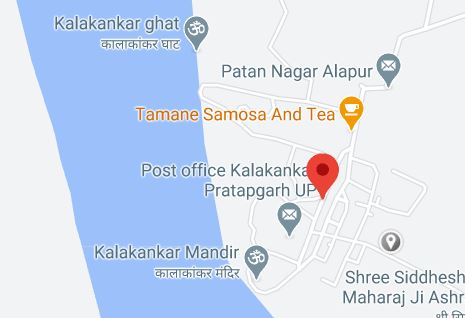 Kalakankar ghat
कालाकांकर घाट
Patan Nagar Alapur
Tamane Samosa And Tea
Post office Kalakanka
Pratapgarh UP
Kalakankar Mandir
कालाकांकर मंदिर
Shree Siddhesh
Maharaj Ji Ashr